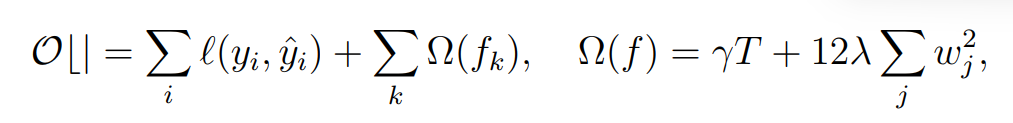 𝒪⌊| = ∑_i ℓ(y_i, ŷ_i) + ∑_k Ω(f_k), Ω(f) = γT + 12λ ∑_j w_j^2,